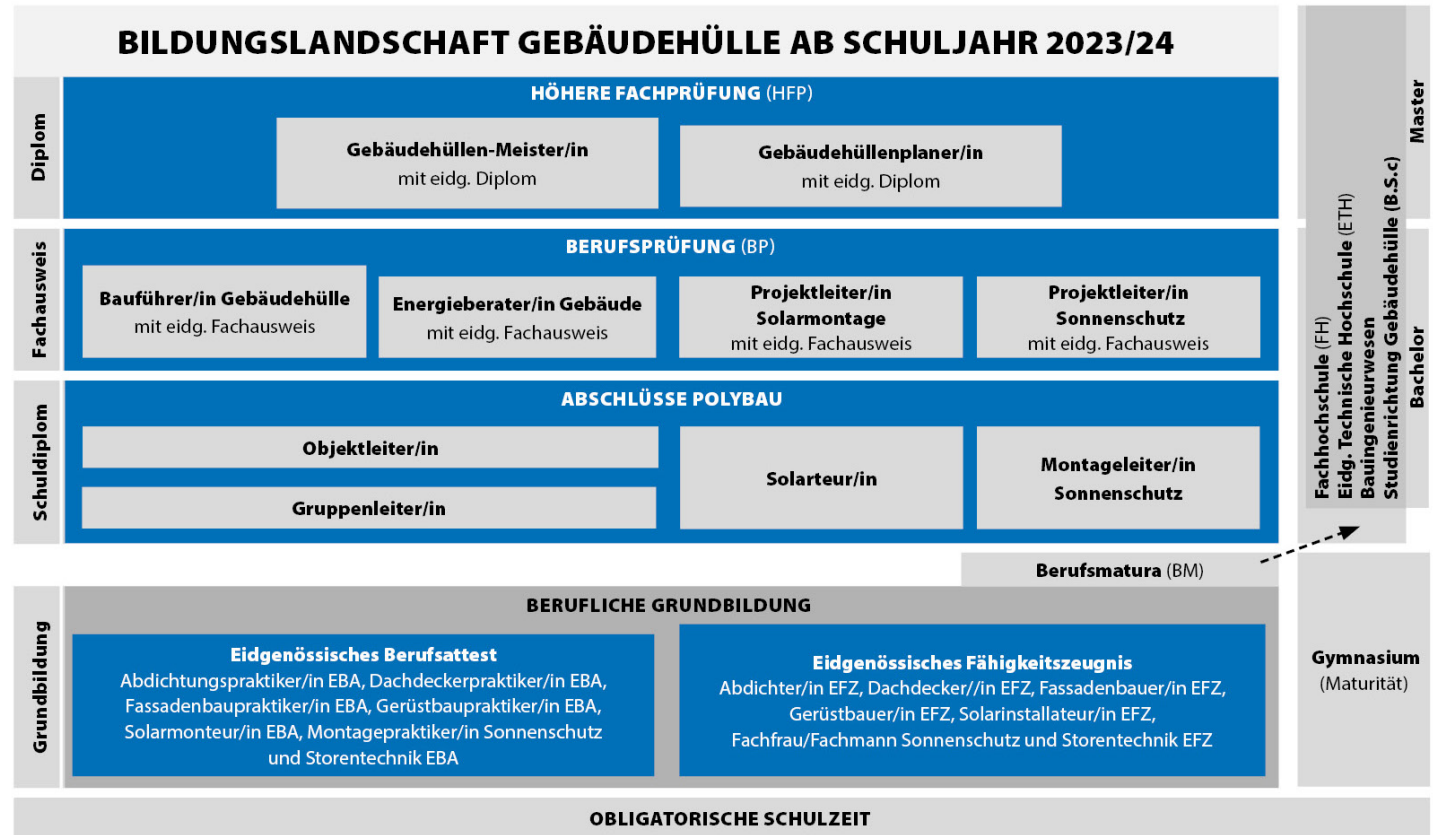 BILDUNGSLANDSCHAFT GEBÄUDEHÜLLE AB SCHULJAHR 2023/24
Diplom
HÖHERE FACHPRÜFUNG (HFP)
Gebäudehüllen-Meister/in
mit eidg. Diplom
Gebäudehüllenplaner/in
mit eidg. Diplom
Fachausweis
BERUFSPRÜFUNG (BP)
Bauführer/in Gebäudehülle
mit eidg. Fachausweis
Energieberater/in Gebäude
mit eidg. Fachausweis
Projektleiter/in
Solarmontage
mit eidg. Fachausweis
Projektleiter/in
Sonnenschutz
mit eidg. Fachausweis
Schuldiplom
ABSCHLÜSSE POLYBAU
Objektleiter/in
Gruppenleiter/in
Solarteur/in
Montageleiter/in
Sonnenschutz
Berufsmatura (BM)
Grundbildung
BERUFLICHE GRUNDBILDUNG
Eidgenössisches Berufsattest
Abdichtungspraktiker/in EBA, Dachdeckerpraktiker/in EBA,
Fassadenbaupraktiker/in EBA, Gerüstbaupraktiker/in EBA,
Solarmonteur/in EBA, Montagepraktiker/in Sonnenschutz
und Storentechnik EBA
Eidgenössisches Fähigkeitszeugnis
Abdichter/in EFZ, Dachdecker//in EFZ, Fassadenbauer/in EFZ,
Gerüstbauer/in EFZ, Solarinstallateur/in EFZ,
Fachfrau/Fachmann Sonnenschutz und Storentechnik EFZ
Fachhochschule (FH)
Eidg. Technische Hochschule (ETH)
Bauingenieurwesen
Studienrichtung Gebäudehülle (B.S.c)
Master
Bachelor
Gymnasium
(Maturität)
OBLIGATORISCHE SCHULZEIT